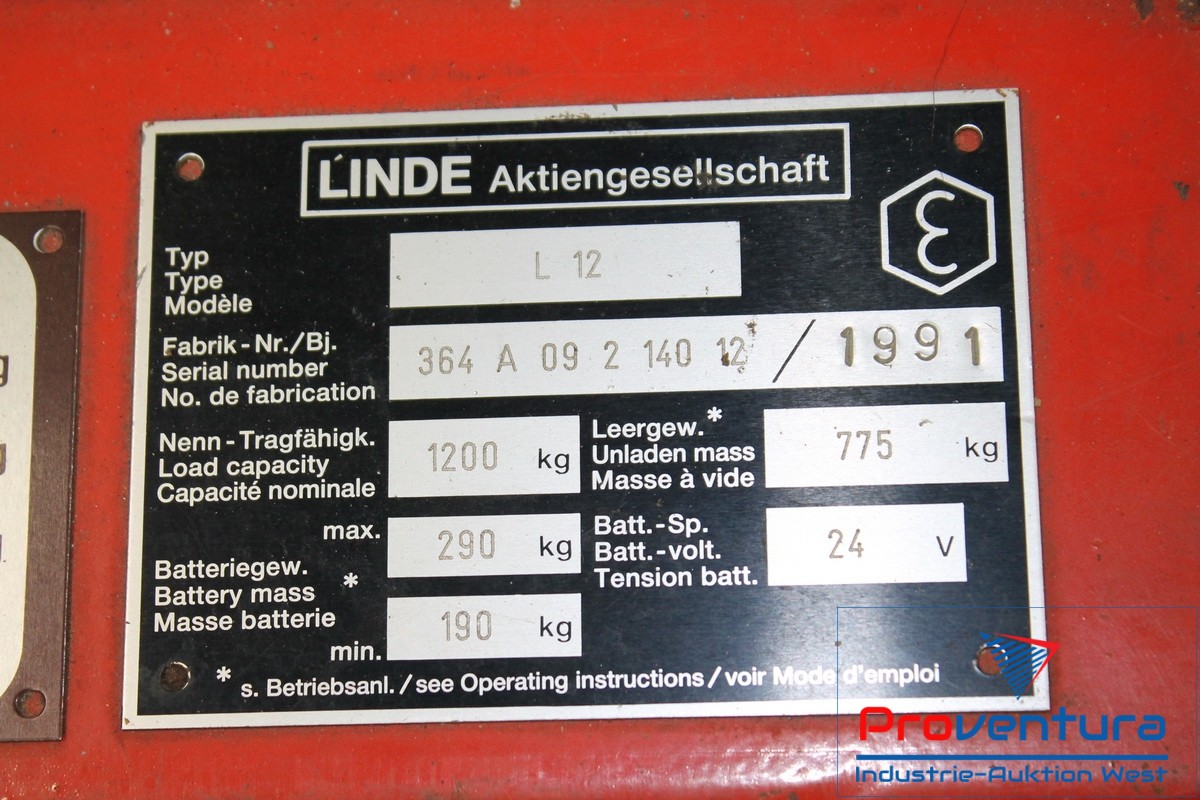 LINDE Aktiengesellschaft
Typ
Type
Modèle
L 12
Fabrik-Nr./Bj.
Serial number
No. de fabrication
364 A 09 2 140 12 / 1991
Nenn-Tragfähigk.
Load capacity
Capacité nominale
1200 kg
Leergew.*
Unladen mass
Masse à vide
775 kg
max.
290 kg
Batteriegew.
Battery mass *
Masse batterie
min.
190 kg
Batt.-Sp.
Batt.-volt.
Tension batt.
24 V
* s. Betriebsanl./see Operating instructions/voir Mode d'emploi
Proventura
Industrie-Auktion West